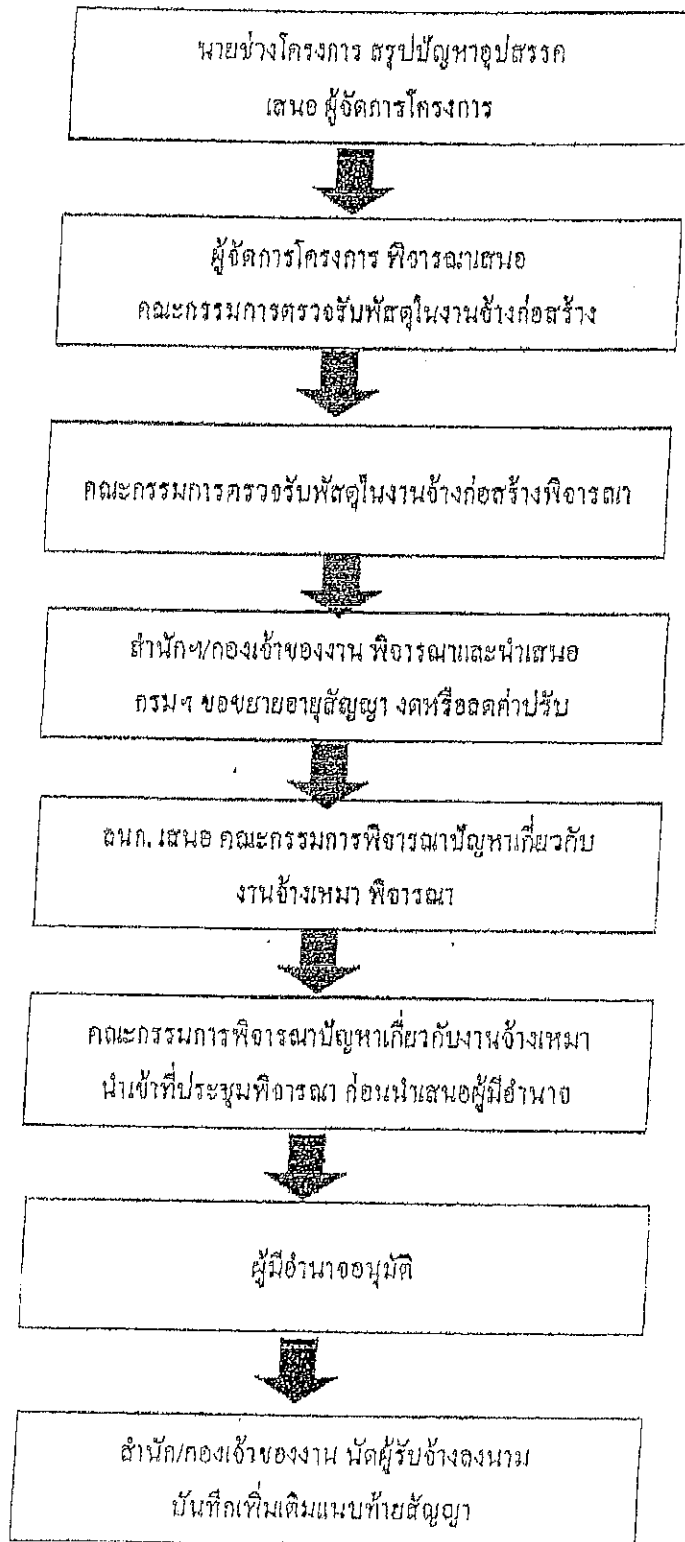 นายช่างโครงการ สรุปปัญหาอุปสรรค
เสนอ ผู้จัดการโครงการ
ผู้จัดการโครงการ พิจารณาเสนอ
คณะกรรมการตรวจรับพัสดุในงานจ้างก่อสร้าง
คณะกรรมการตรวจรับพัสดุในงานจ้างก่อสร้างพิจารณา
สำนักฯ/กองเจ้าของงาน พิจารณาและนำเสนอ
กรมฯ ขอขยายอายุสัญญา งดหรือลดค่าปรับ
อนก. เสนอ คณะกรรมการพิจารณาปัญหาเกี่ยวกับ
งานจ้างเหมา พิจารณา
คณะกรรมการพิจารณาปัญหาเกี่ยวกับงานจ้างเหมา
นำเข้าที่ประชุมพิจารณา ก่อนนำเสนอผู้มีอำนาจ
ผู้มีอำนาจอนุมัติ
สำนัก/กองเจ้าของงาน นัดผู้รับจ้างลงนาม
บันทึกเพิ่มเติมแนบท้ายสัญญา